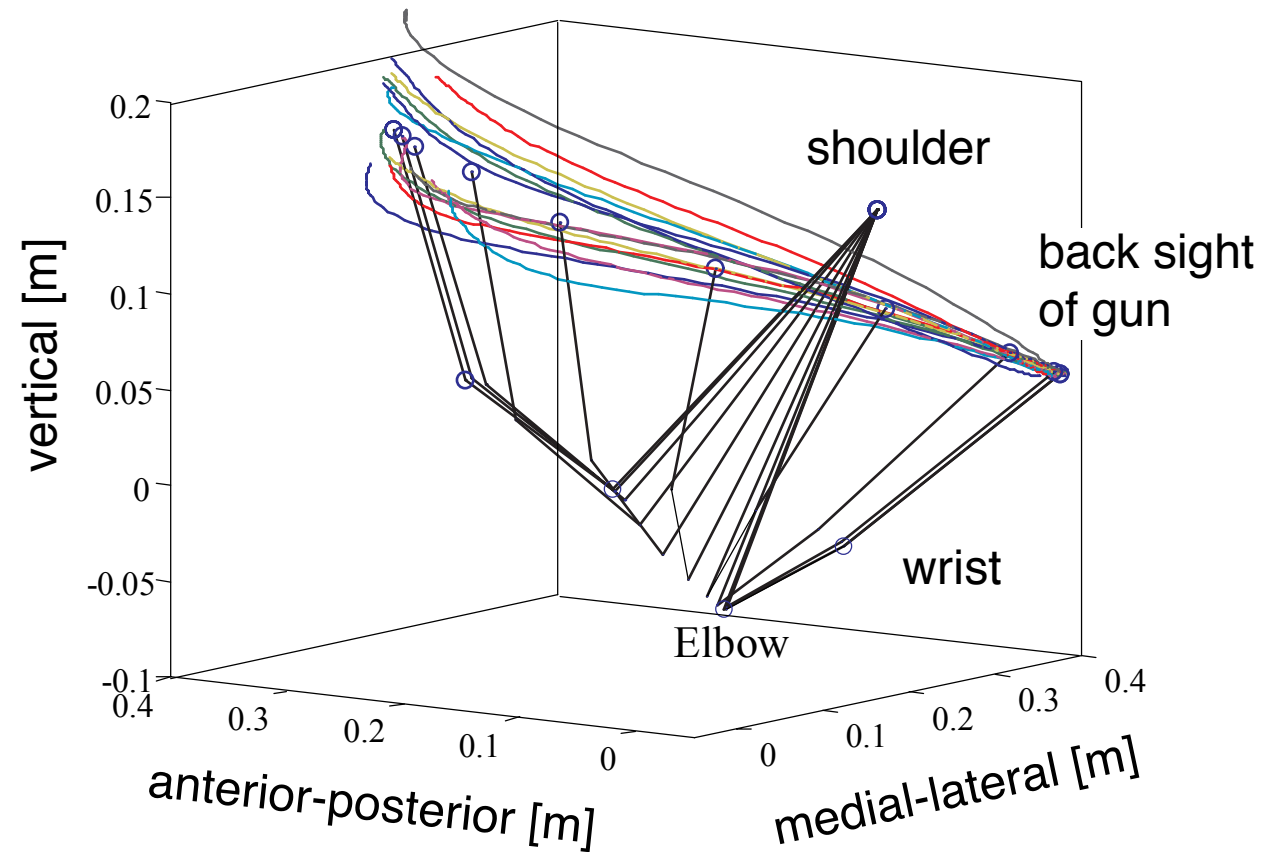 shoulder
back sight
of gun
wrist
Elbow
vertical [m]
0.2
0.15
0.1
0.05
0
-0.05
-0.1
0.4
0.3
0.2
0.1
0
anterior-posterior [m]
0
0.1
0.2
0.3
0.4
medial-lateral [m]